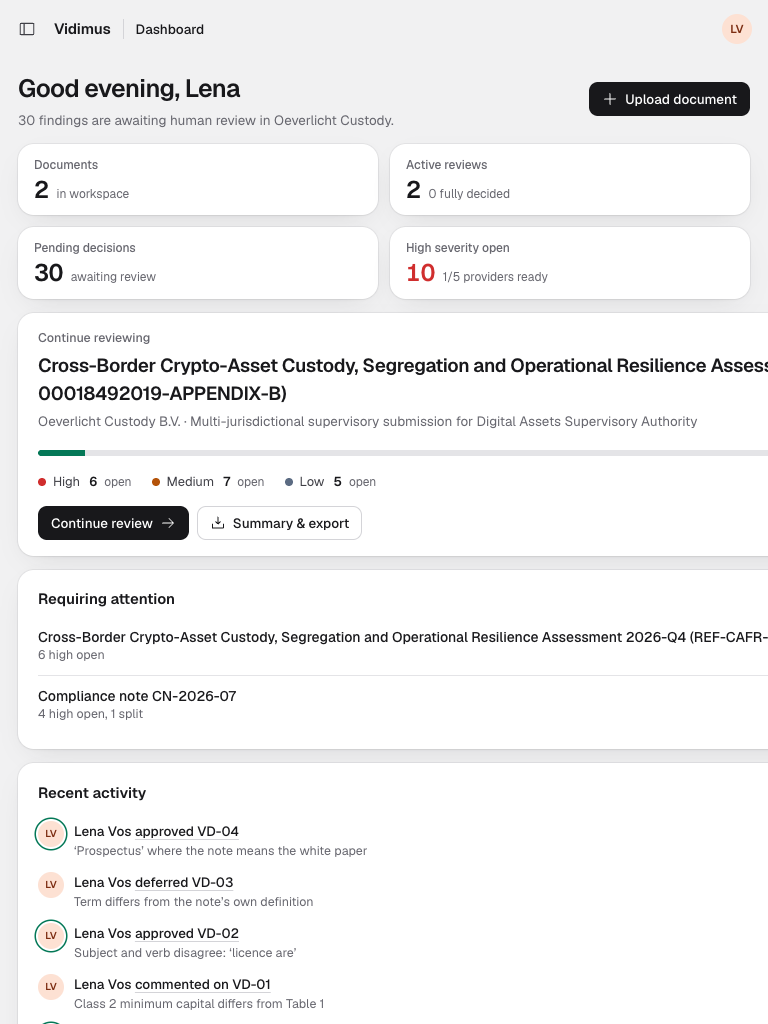 Vidimus
Dashboard
LV
Good evening, Lena
30 findings are awaiting human review in Oeverlicht Custody.
Upload document
Documents
2 in workspace
Active reviews
2 0 fully decided
Pending decisions
30 awaiting review
High severity open
10 1/5 providers ready
Continue reviewing
Cross-Border Crypto-Asset Custody, Segregation and Operational Resilience
00018492019-APPENDIX-B)
Oeverlicht Custody B.V. · Multi-jurisdictional supervisory submission for Digital Assets Supervisory Authority
High 6 open Medium 7 open Low 5 open
Continue review
Summary & export
Requiring attention
Cross-Border Crypto-Asset Custody, Segregation and Operational Resilience Assessment 2026-Q4 (REF-CAFR-
6 high open
Compliance note CN-2026-07
4 high open, 1 split
Recent activity
LV
Lena Vos approved VD-04
‘Prospectus’ where the note means the white paper
LV
Lena Vos deferred VD-03
Term differs from the note’s own definition
LV
Lena Vos approved VD-02
Subject and verb disagree: ‘licence are’
LV
Lena Vos commented on VD-01
Class 2 minimum capital differs from Table 1